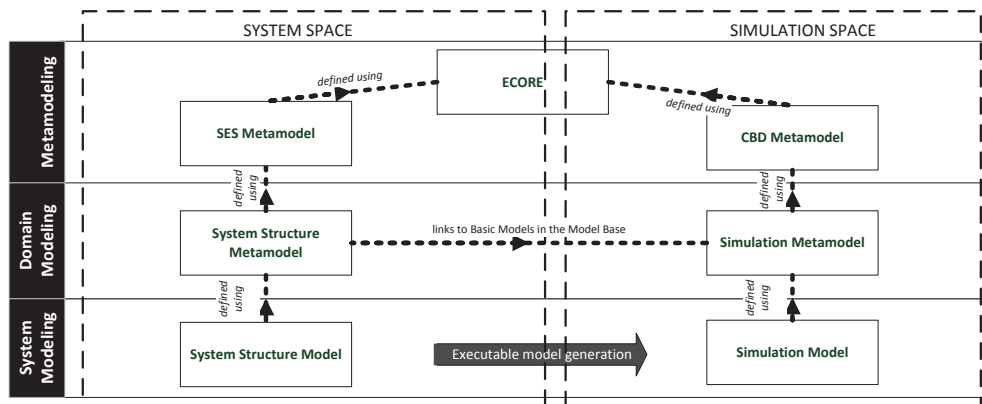 SYSTEM SPACE
SIMULATION SPACE
Metamodeling
defined using
ECORE
defined using
SES Metamodel
CBD Metamodel
defined
using
defined
using
Domain
Modeling
System Structure
Metamodel
links to Basic Models in the Model Base
Simulation Metamodel
defined
using
defined
using
System
Modeling
System Structure Model
Executable model generation
Simulation Model